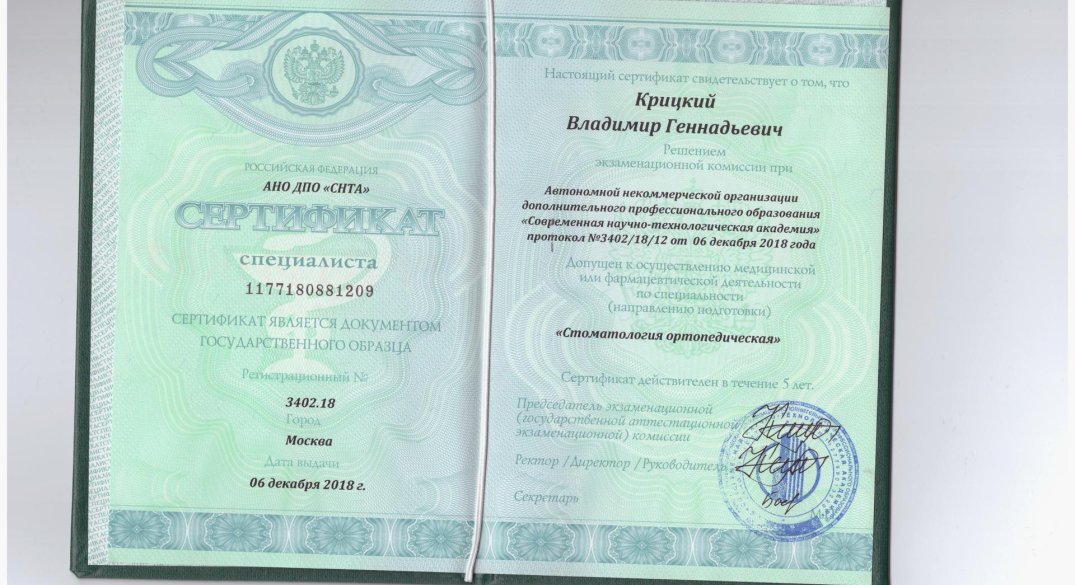 РОССИЙСКАЯ ФЕДЕРАЦИЯ
АНО ДПО «СНТА»
СЕРТИФИКАТ
специалиста
1177180881209
СЕРТИФИКАТ ЯВЛЯЕТСЯ ДОКУМЕНТОМ
ГОСУДАРСТВЕННОГО ОБРАЗЦА
Регистрационный №
3402.18
Город
Москва
Дата выдачи
06 декабря 2018 г.
Настоящий сертификат свидетельствует о том, что
Крицкий
Владимир Геннадьевич
Решением
экзаменационной комиссии при
Автономной некоммерческой организации
дополнительного профессионального образования
«Современная научно-технологическая академия»
протокол №3402/18/12 от 06 декабря 2018 года
Допущен к осуществлению медицинской
или фармацевтической деятельности
по специальности
(направлению подготовки)
«Стоматология ортопедическая»
Сертификат действителен в течение 5 лет.
Председатель экзаменационной
(государственной аттестационной
экзаменационной) комиссии
Ректор /Директор /Руководитель
Секретарь